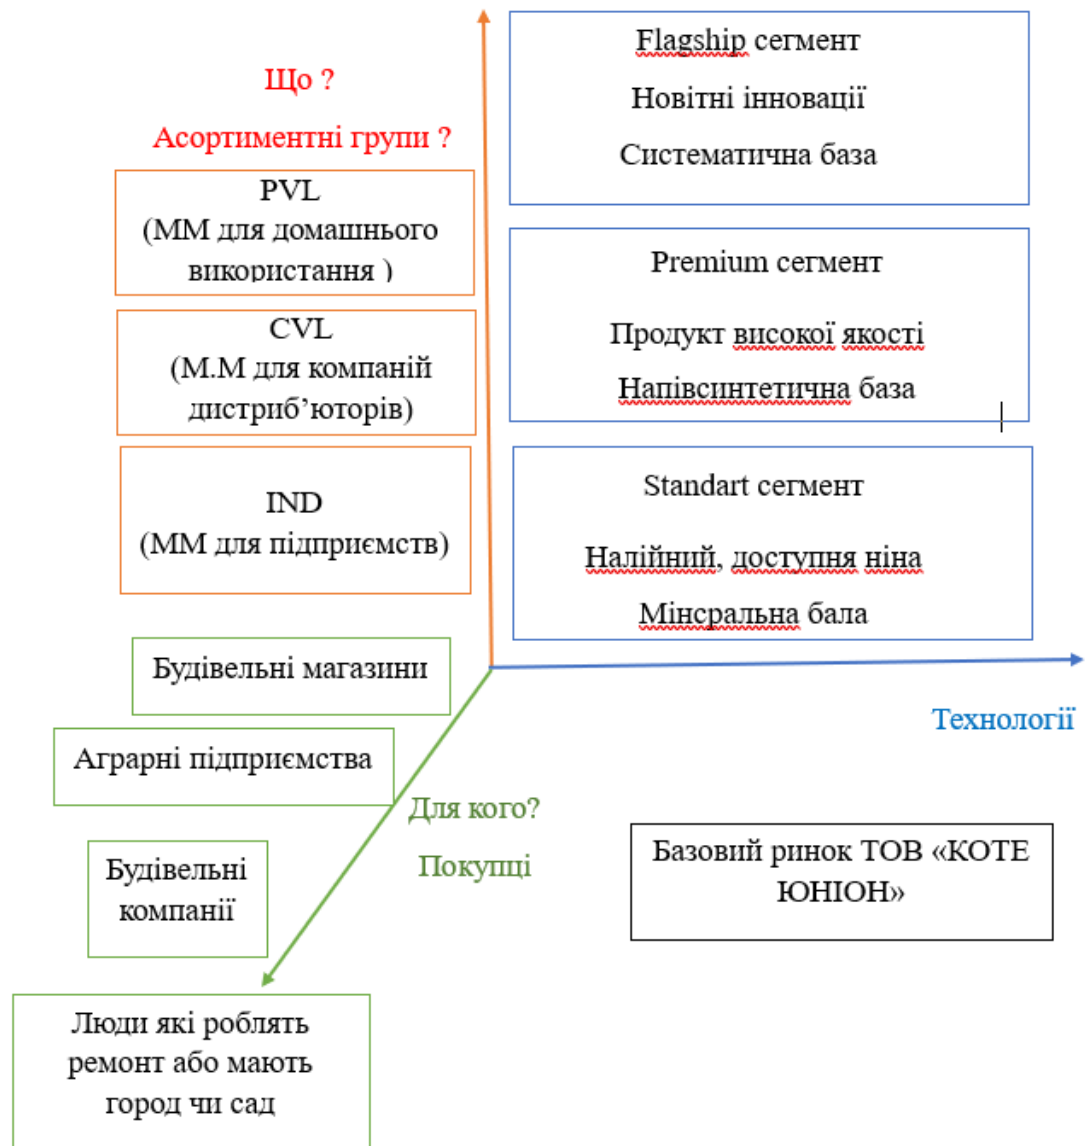 Що ?
Асортиментні групи ?
PVL
(ММ для домашнього
використання )
CVL
(М.М для компаній
дистриб’юторів)
IND
(ММ для підприємств)
Flagship сегмент
Новітні інновації
Систематична база
Premium сегмент
Продукт високої якості
Напівсинтетична база
Standart сегмент
Налійний, доступня ніна
Мінсральна бала
Технології
Будівельні магазини
Аграрні підприємства
Будівельні
компанії
Люди які роблять
ремонт або мають
город чи сад
Для кого?
Покупці
Базовий ринок ТОВ «КОТЕ
ЮНІОН»